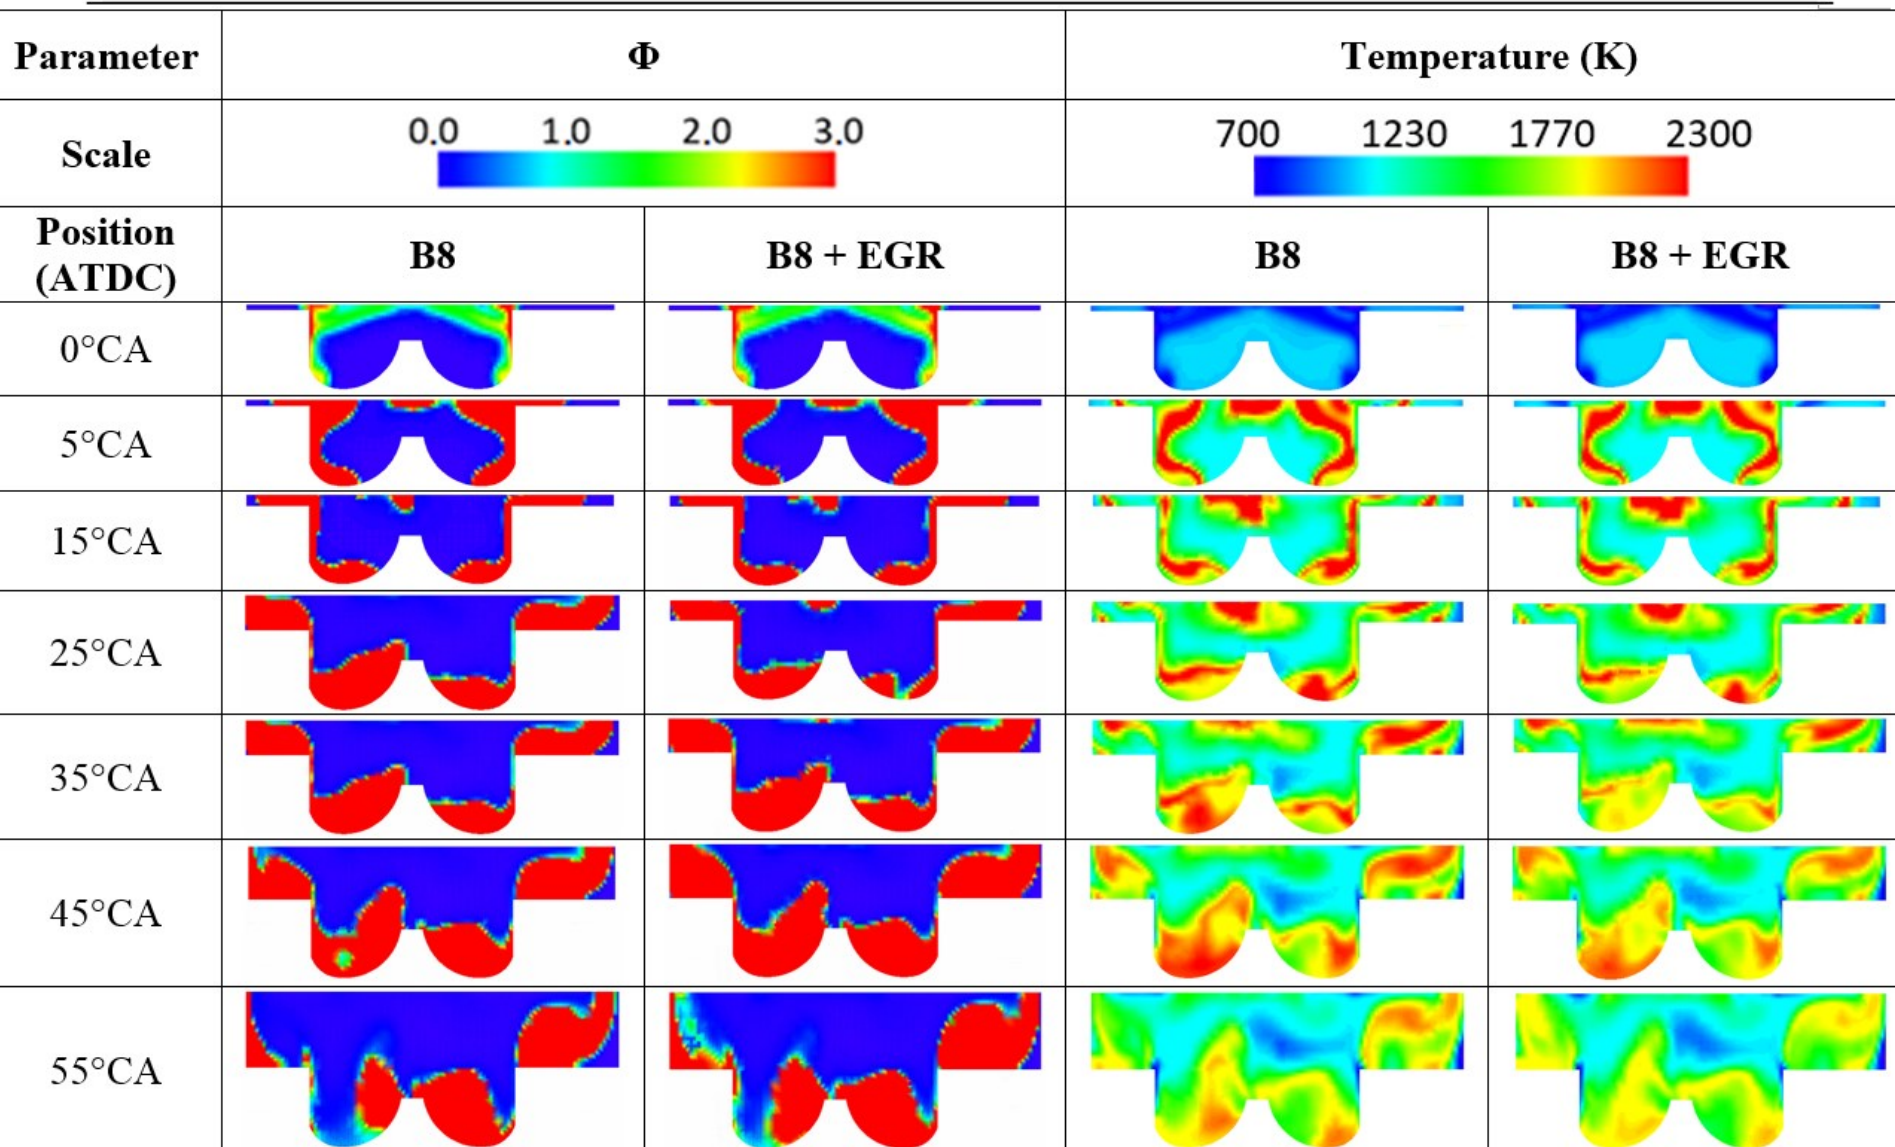 Parameter Φ Temperature (K)
Scale 0.0 1.0 2.0 3.0 700 1230 1770 2300
Position
(ATDC) B8 B8 + EGR B8 B8 + EGR
0°CA
5°CA
15°CA
25°CA
35°CA
45°CA
55°CA